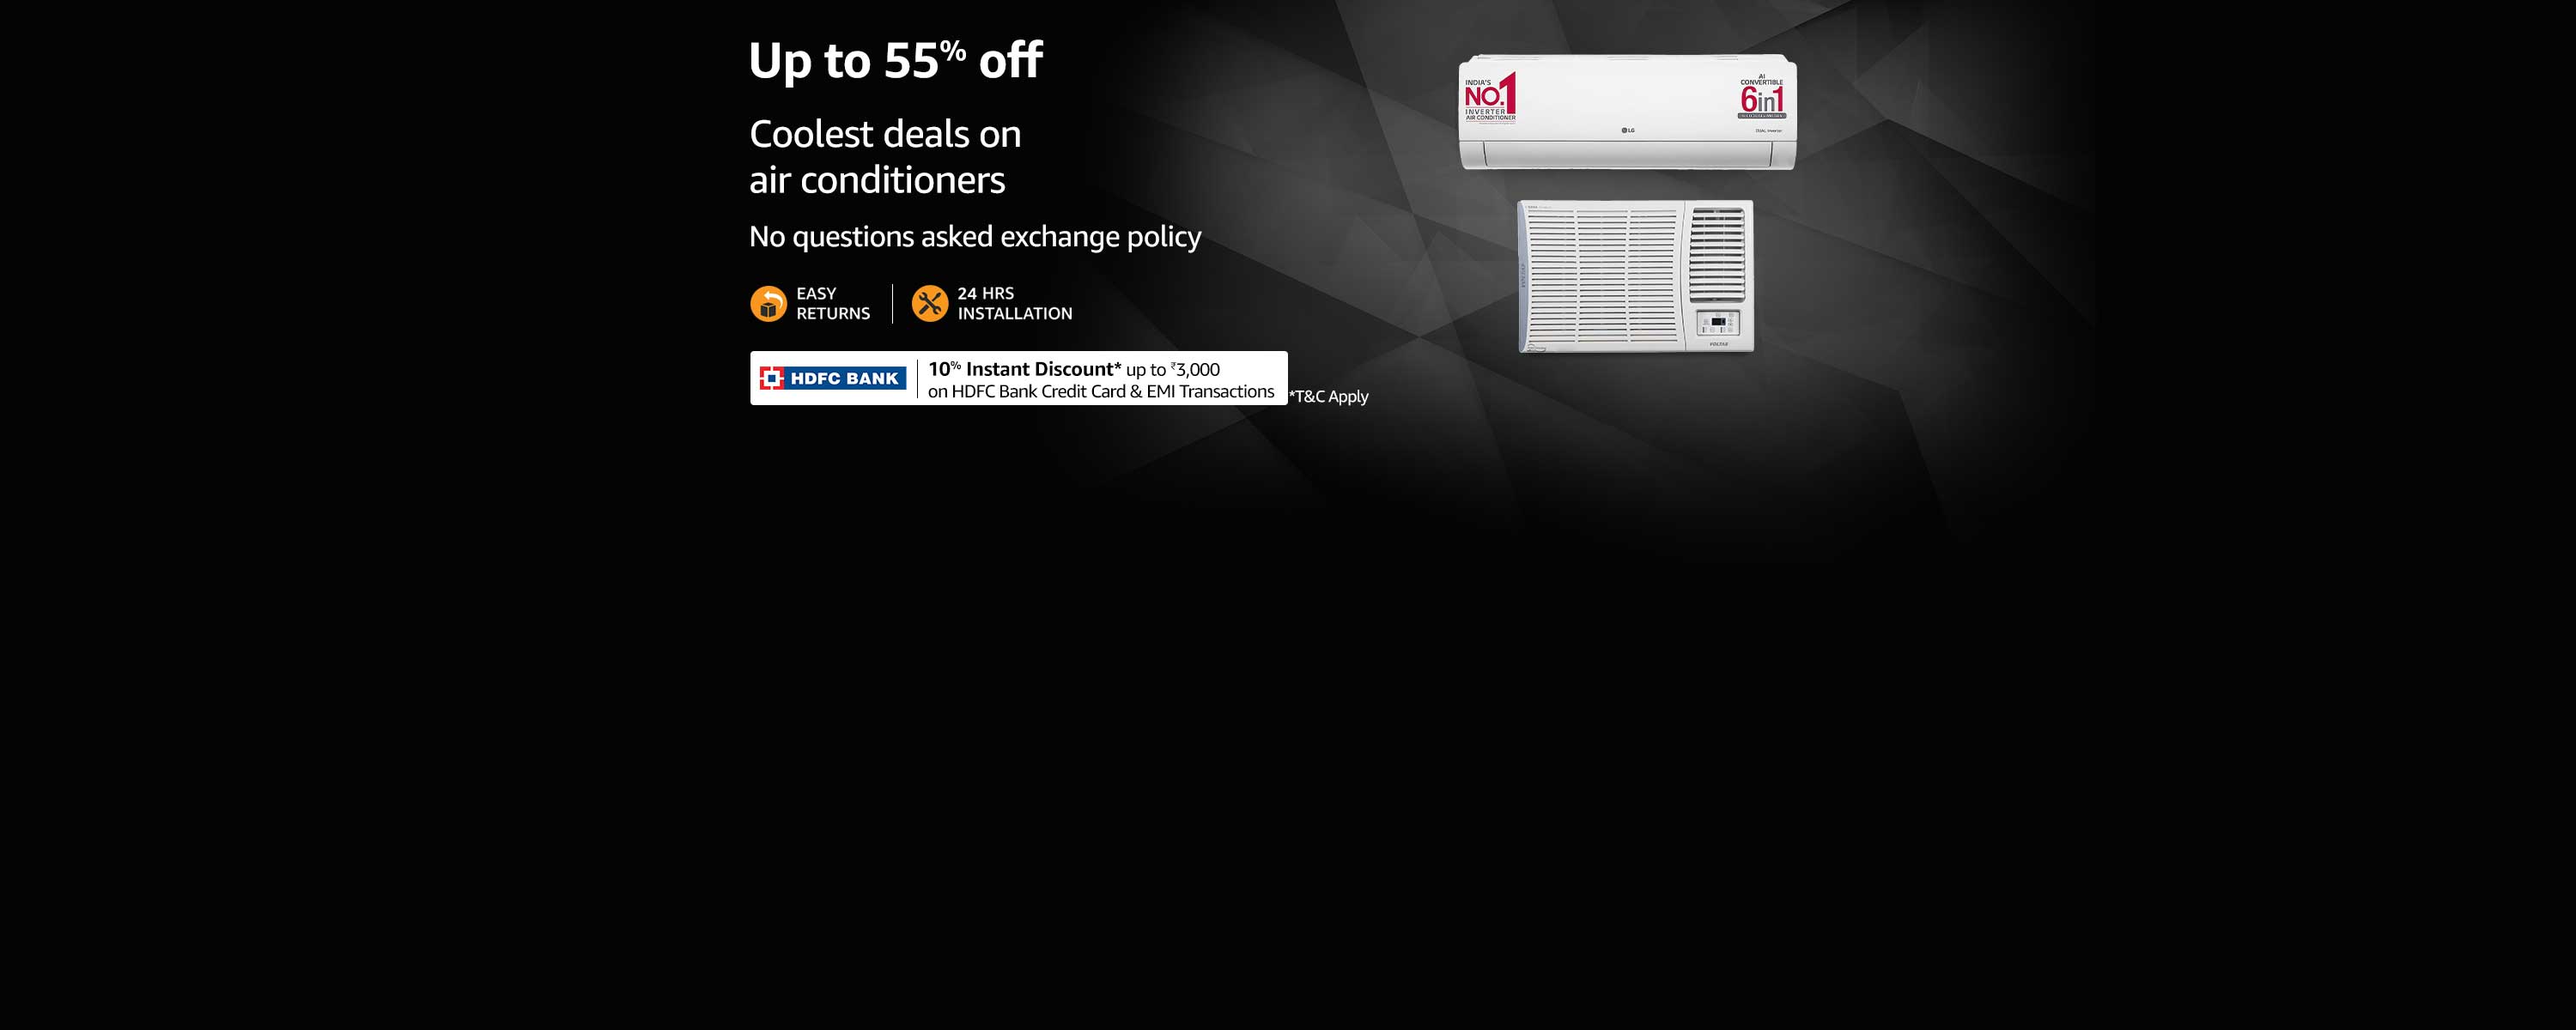 Up to 55% off
Coolest deals on
air conditioners
No questions asked exchange policy
EASY
RETURNS
24 HRS
INSTALLATION
HDFC BANK
10% Instant Discount* up to ₹3,000
on HDFC Bank Credit Card & EMI Transactions
*T&C Apply
INDIA'S
NO.1
INVERTER
AIR CONDITIONER
AI
CONVERTIBLE
6in1
LG
DUAL Inverter
VOLTAS